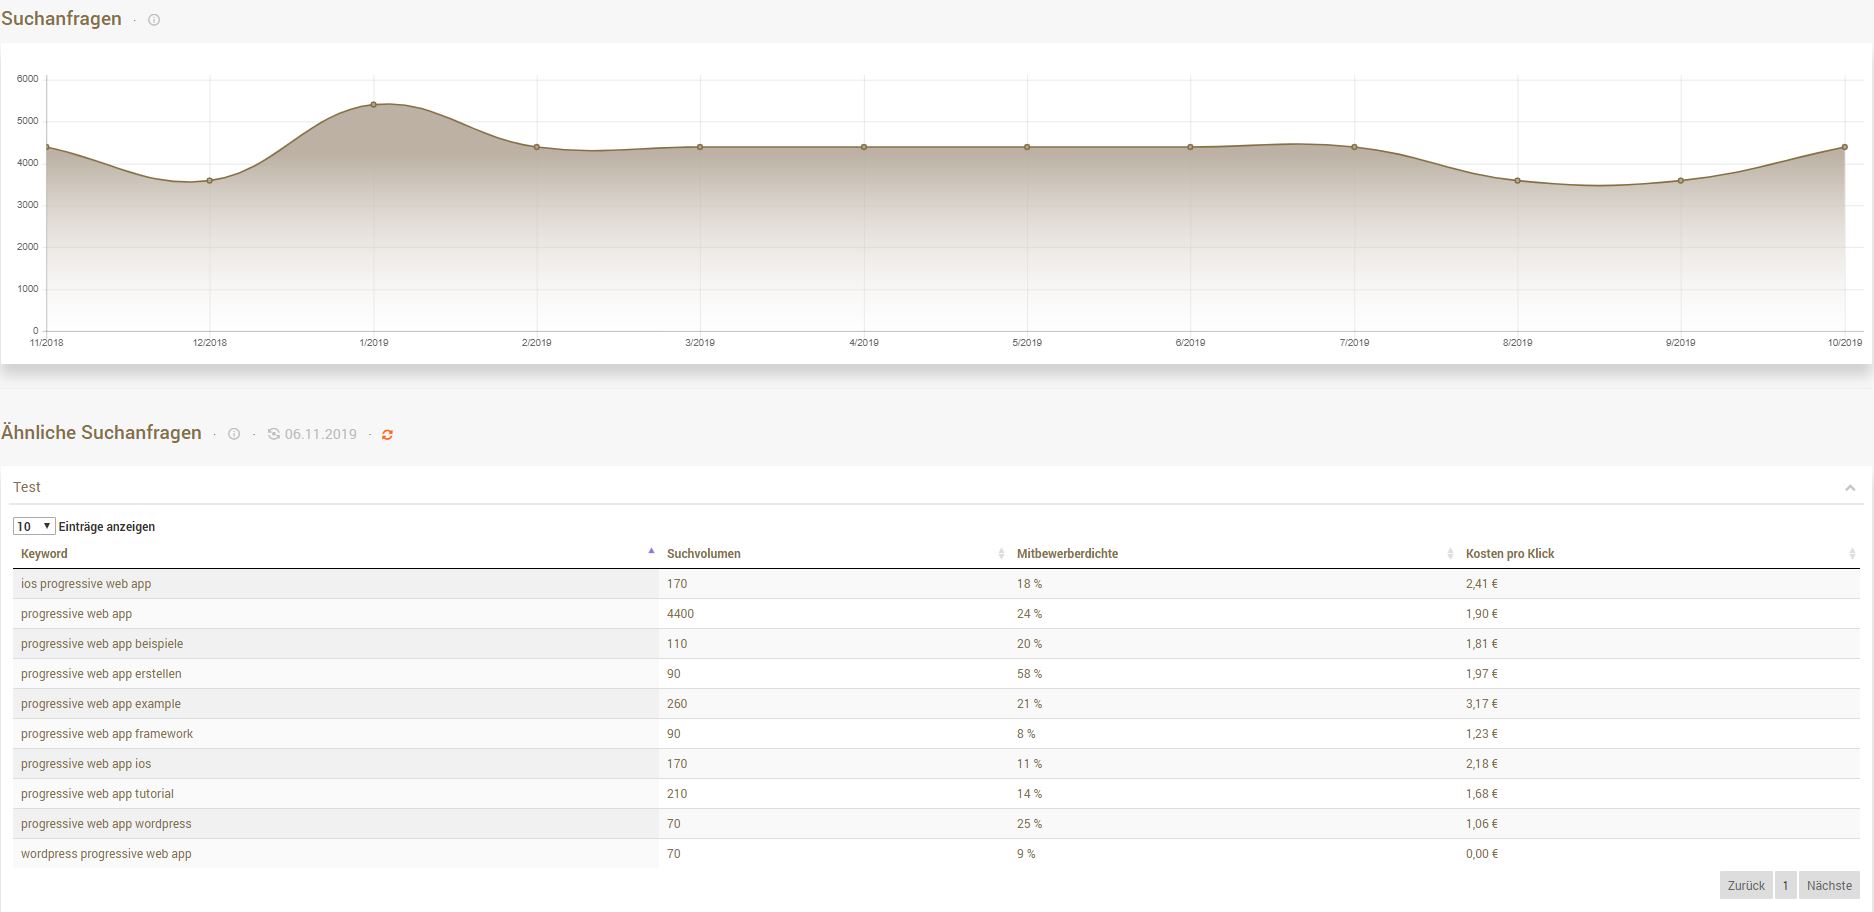 Suchanfragen ·
6000
5000
4000
3000
2000
1000
0
11/2018 12/2018 1/2019 2/2019 3/2019 4/2019 5/2019 6/2019 7/2019 8/2019 9/2019 10/2019
Ähnliche Suchanfragen · · 06.11.2019 ·
Test
10 Einträge anzeigen
Keyword Suchvolumen Mitbewerberdichte Kosten pro Klick
ios progressive web app 170 18 % 2,41 €
progressive web app 4400 24 % 1,90 €
progressive web app beispiele 110 20 % 1,81 €
progressive web app erstellen 90 58 % 1,97 €
progressive web app example 260 21 % 3,17 €
progressive web app framework 90 8 % 1,23 €
progressive web app ios 170 11 % 2,18 €
progressive web app tutorial 210 14 % 1,68 €
progressive web app wordpress 70 25 % 1,06 €
wordpress progressive web app 70 9 % 0,00 €
Zurück 1 Nächste